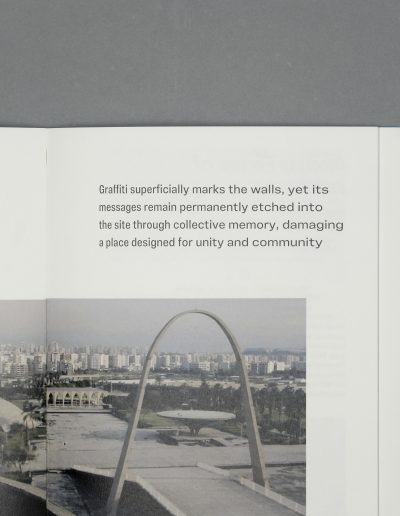 Graffiti superficially marks the walls, yet its
messages remain permanently etched into
the site through collective memory, damaging
a place designed for unity and community